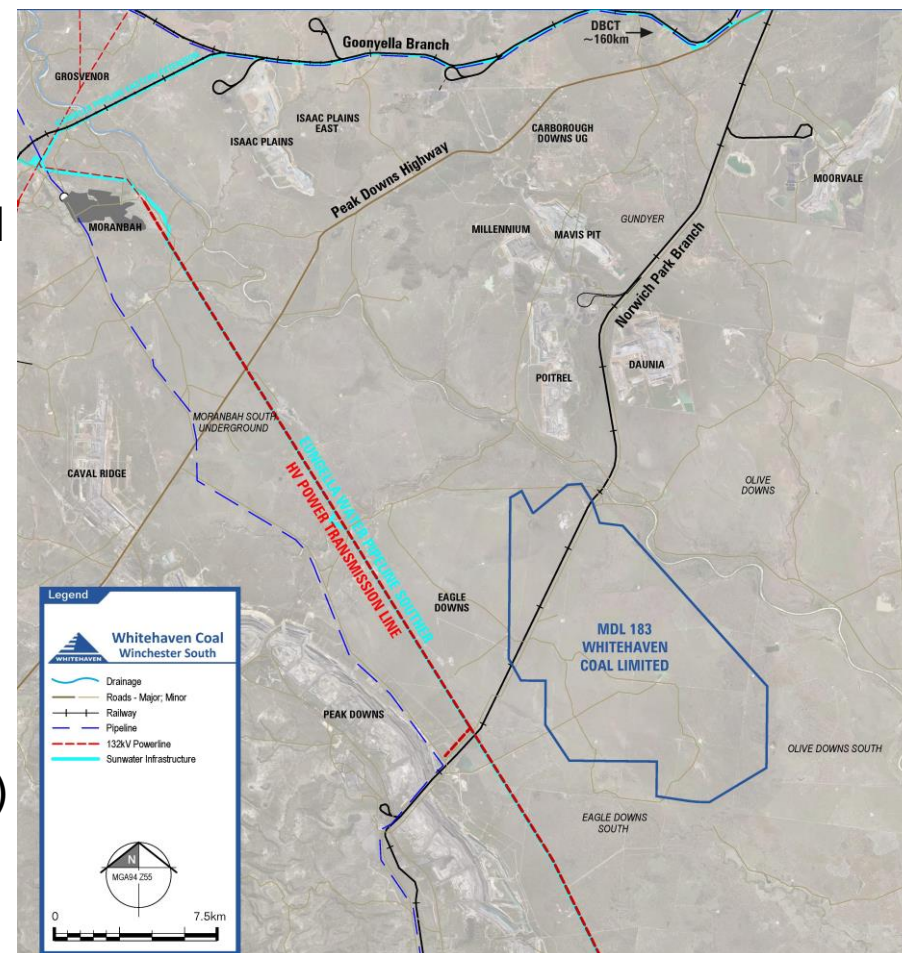 DBCT
~160km
Goonyella Branch
GROSVENOR
ISAAC PLAINS
EAST
ISAAC PLAINS
CARBOROUGH
DOWNS UG
Peak Downs Highway
MOORVALE
MORANBAH
MILLENNIUM
MAVIS PIT
GUNDYER
Norwich Park Branch
POITREL
DAUNIA
MORANBAH SOUTH
UNDERGROUND
CAVAL RIDGE
EUNGELLA WATER PIPELINE SOUTHER
HV POWER TRANSMISSION LINE
OLIVE
DOWNS
EAGLE
DOWNS
MDL 183
WHITEHAVEN
COAL LIMITED
PEAK DOWNS
OLIVE DOWNS SOUTH
EAGLE DOWNS
SOUTH
Legend
WHITEHAVEN
Whitehaven Coal
Winchester South
Drainage
Roads - Major; Minor
Railway
Pipeline
132kV Powerline
Sunwater Infrastructure
N
MGA94 Z55
0 7.5km
)